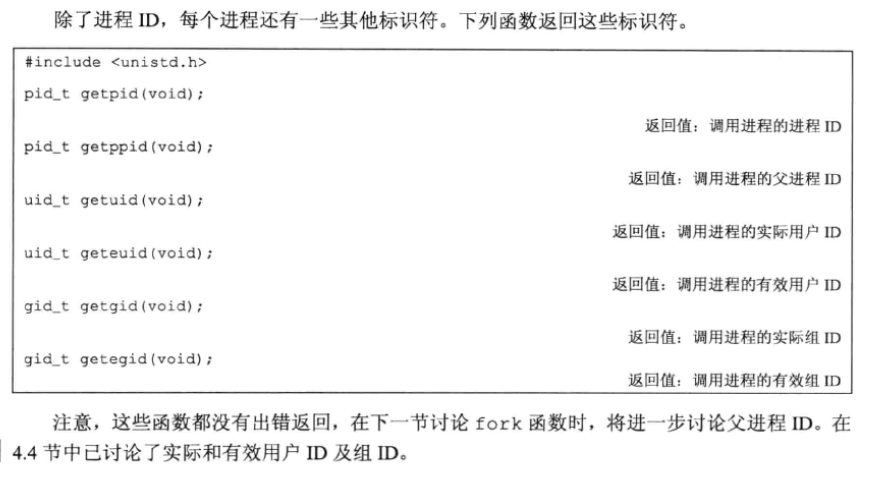 除了进程 ID，每个进程还有一些其他标识符。下列函数返回这些标识符。
#include <unistd.h>
pid_t getpid(void);
返回值：调用进程的进程 ID
pid_t getppid(void);
返回值：调用进程的父进程 ID
uid_t getuid(void);
返回值：调用进程的实际用户 ID
uid_t geteuid(void);
返回值：调用进程的有效用户 ID
gid_t getgid(void);
返回值：调用进程的实际组 ID
gid_t getegid(void);
返回值：调用进程的有效组 ID
注意，这些函数都没有出错返回，在下一节讨论 fork 函数时，将进一步讨论父进程 ID。在
4.4 节中已讨论了实际和有效用户 ID 及组 ID。